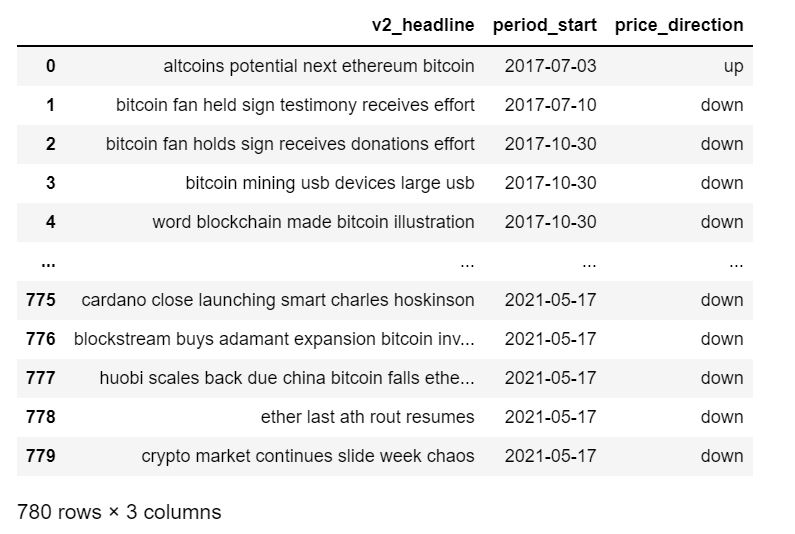 v2_headline period_start price_direction
0 altcoins potential next ethereum bitcoin 2017-07-03 up
1 bitcoin fan held sign testimony receives effort 2017-07-10 down
2 bitcoin fan holds sign receives donations effort 2017-10-30 down
3 bitcoin mining usb devices large usb 2017-10-30 down
4 word blockchain made bitcoin illustration 2017-10-30 down
... ... ... ...
775 cardano close launching smart charles hoskinson 2021-05-17 down
776 blockstream buys adamant expansion bitcoin inv... 2021-05-17 down
777 huobi scales back due china bitcoin falls ethe... 2021-05-17 down
778 ether last ath rout resumes 2021-05-17 down
779 crypto market continues slide week chaos 2021-05-17 down
780 rows × 3 columns